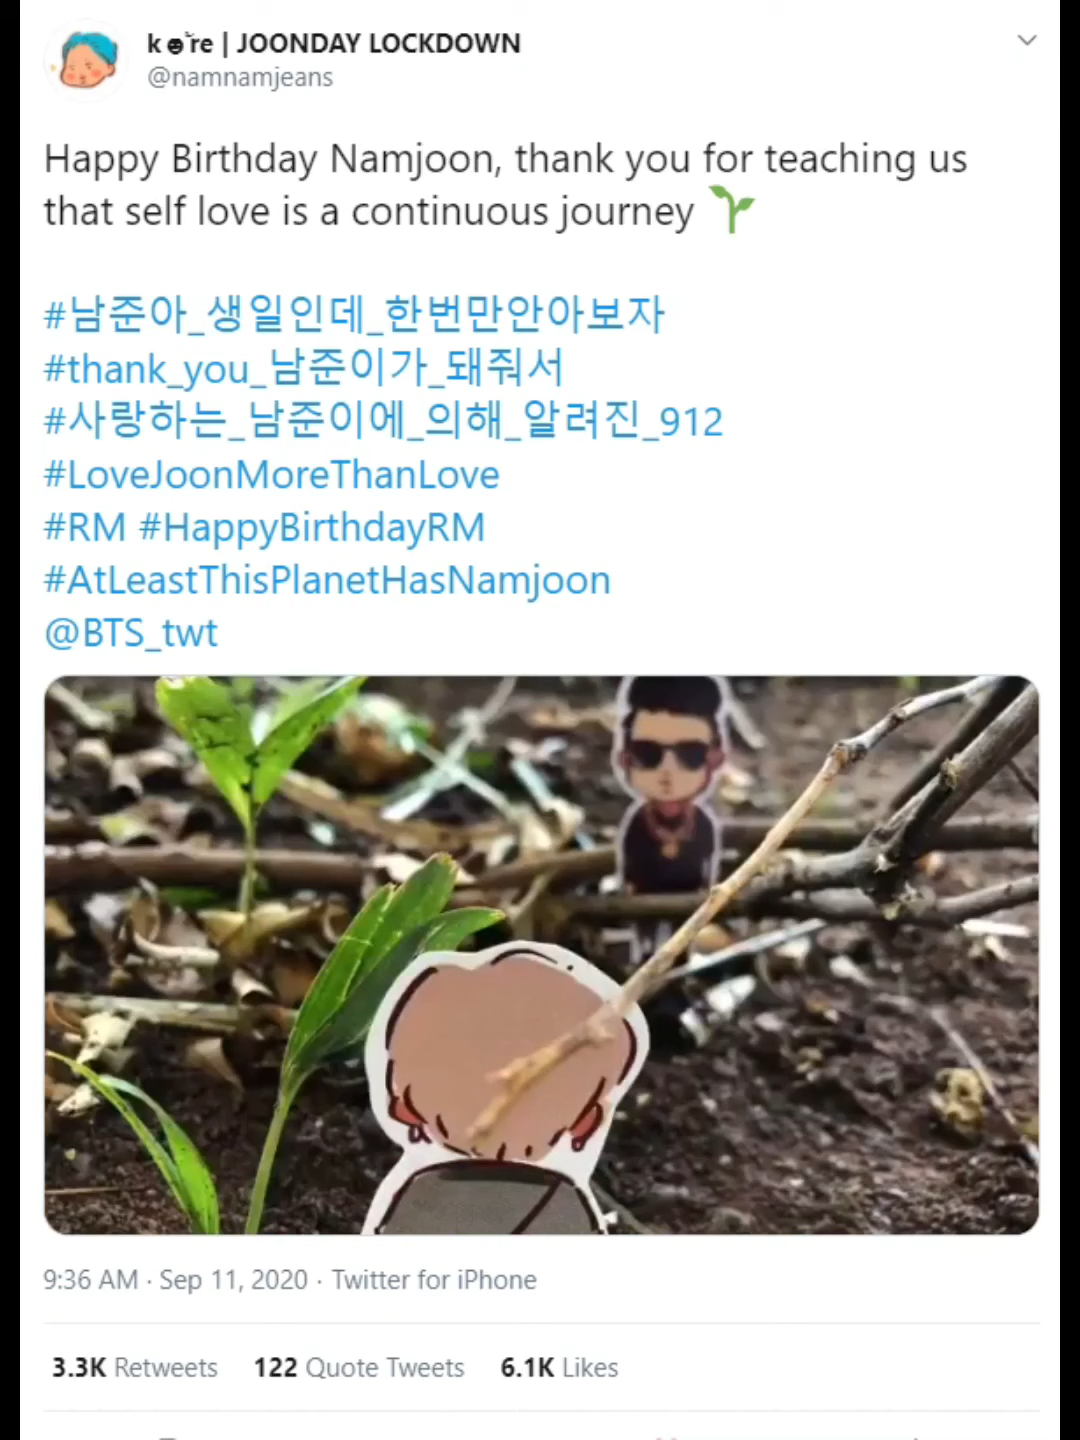 k☻̃re | JOONDAY LOCKDOWN
@namnamjeans
Happy Birthday Namjoon, thank you for teaching us
that self love is a continuous journey 🌱
#남준아_생일인데_한번만안아보자
#thank_you_남준이가_돼줘서
#사랑하는_남준이에_의해_알려진_912
#LoveJoonMoreThanLove
#RM #HappyBirthdayRM
#AtLeastThisPlanetHasNamjoon
@BTS_twt
9:36 AM · Sep 11, 2020 · Twitter for iPhone
3.3K Retweets 122 Quote Tweets 6.1K Likes